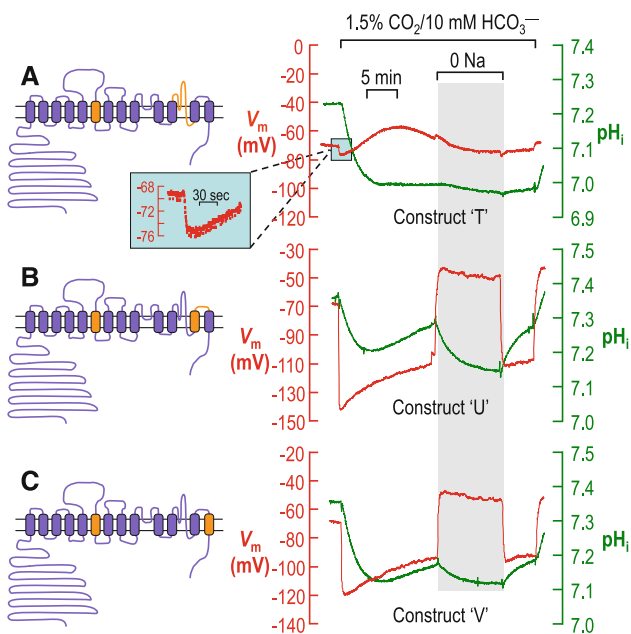 1.5% CO₂/10 mM HCO₃—
5 min
0 Na
A
Vm
(mV)
0
-20
-40
-60
-80
-100
-120
7.4
7.3
7.2
7.1
7.0
6.9
pHi
-68
-72
-76
30 sec
Construct 'T'
B
Vm
(mV)
-30
-50
-70
-90
-110
-130
-150
7.5
7.4
7.3
7.2
7.1
7.0
pHi
Construct 'U'
C
Vm
(mV)
-20
-40
-60
-80
-100
-120
-140
7.4
7.3
7.2
7.1
7.0
pHi
Construct 'V'